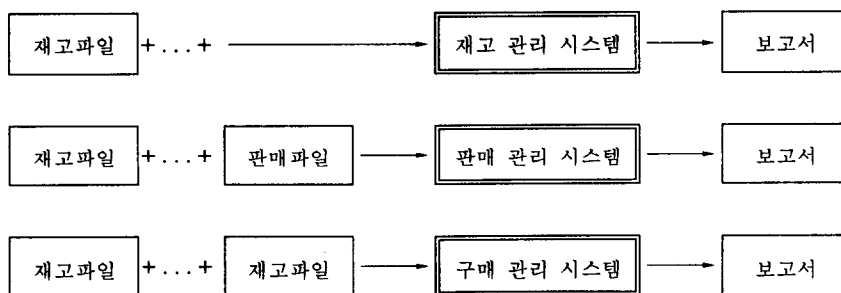 재고파일 +...+ 재고 관리 시스템 보고서
재고파일 +...+ 판매파일 판매 관리 시스템 보고서
재고파일 +...+ 재고파일 구매 관리 시스템 보고서